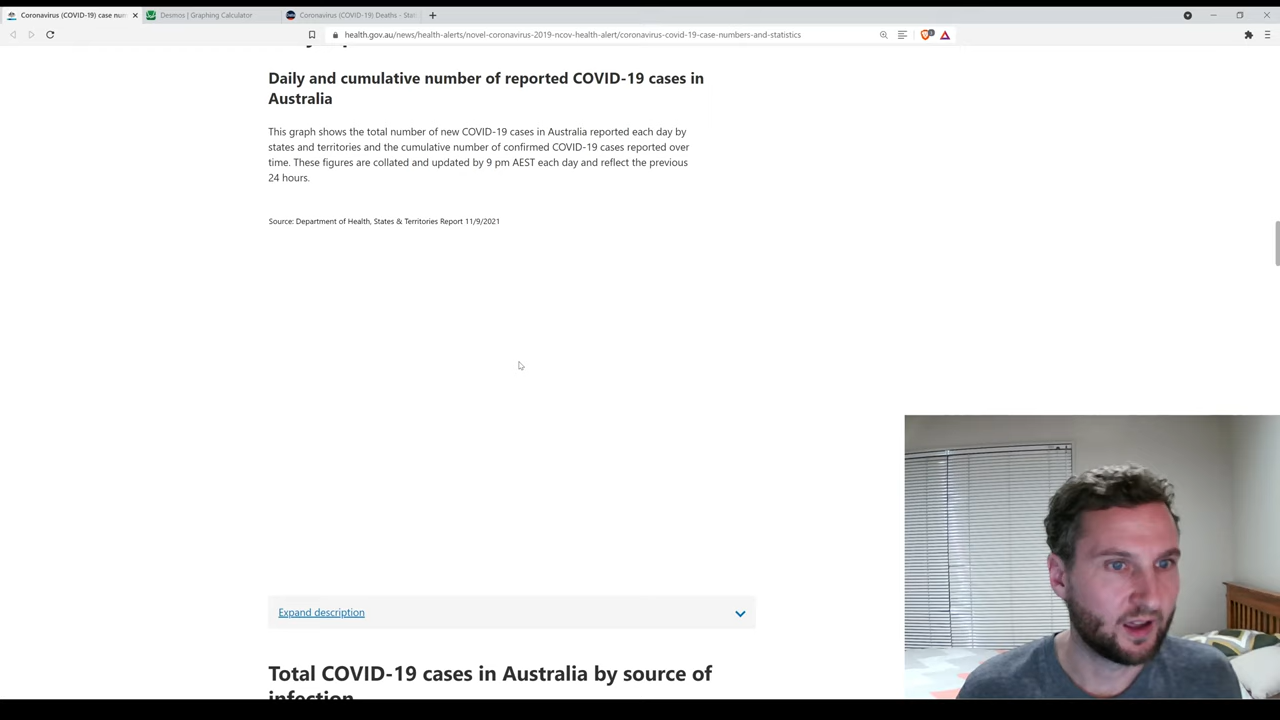 Coronavirus (COVID-19) case num
Desmos | Graphing Calculator
Coronavirus (COVID-19) Deaths - Stat
health.gov.au/news/health-alerts/novel-coronavirus-2019-ncov-health-alert/coronavirus-covid-19-case-numbers-and-statistics
Daily and cumulative number of reported COVID-19 cases in
Australia
This graph shows the total number of new COVID-19 cases in Australia reported each day by
states and territories and the cumulative number of confirmed COVID-19 cases reported over
time. These figures are collated and updated by 9 pm AEST each day and reflect the previous
24 hours.
Source: Department of Health, States & Territories Report 11/9/2021
Expand description
Total COVID-19 cases in Australia by source of
infection